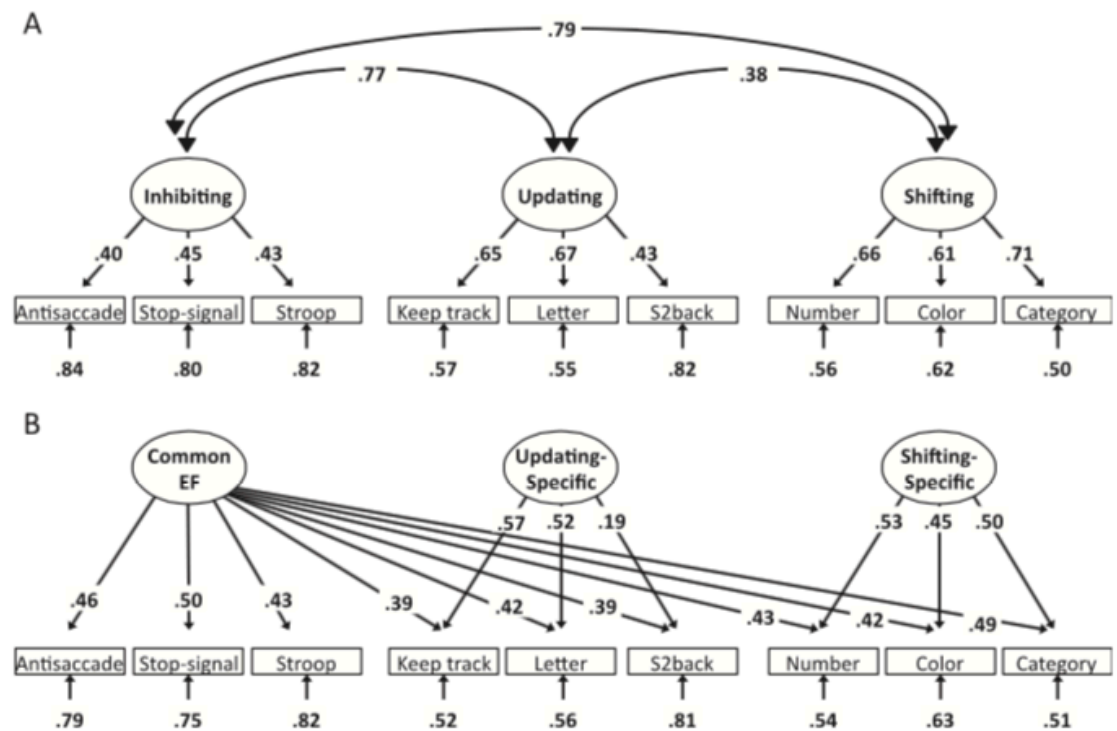 A
.79
.77 .38
Inhibiting Updating Shifting
.40 .45 .43 .65 .67 .43 .66 .61 .71
Antisaccade Stop-signal Stroop Keep track Letter S2back Number Color Category
.84 .80 .82 .57 .55 .82 .56 .62 .50
B
Common EF
Updating-Specific
Shifting-Specific
.57 .52 .19 .53 .45 .50
.46 .50 .43 .39 .42 .39 .43 .42 .49
Antisaccade Stop-signal Stroop Keep track Letter S2back Number Color Category
.79 .75 .82 .52 .56 .81 .54 .63 .51